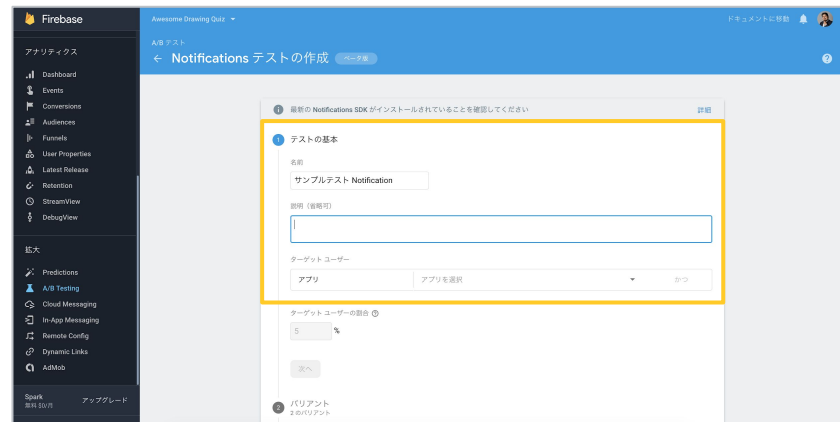 Firebase
Awesome Drawing Quiz
ドキュメントに移動
A/B テスト
← Notifications テストの作成 ベータ版
アナリティクス
Dashboard
Events
Conversions
Audiences
Funnels
User Properties
Latest Release
Retention
StreamView
DebugView
拡大
Predictions
A/B Testing
Cloud Messaging
In-App Messaging
Remote Config
Dynamic Links
AdMob
Spark
無料 $0/月
アップグレード
最新の Notifications SDK がインストールされていることを確認してください
詳細
1 テストの基本
名前
サンプルテスト Notification
説明（省略可）
ターゲット ユーザー
アプリ
アプリを選択
かつ
ターゲット ユーザーの割合
5 %
次へ
2 バリアント
2 のバリアント